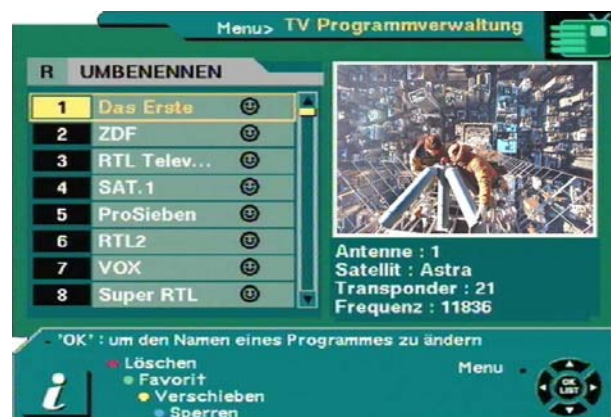 Menu> TV Programmverwaltung
R UMBENENNEN
1 Das Erste
2 ZDF
3 RTL Telev...
4 SAT.1
5 ProSieben
6 RTL2
7 VOX
8 Super RTL
Antenne : 1
Satellit : Astra
Transponder : 21
Frequenz : 11836
'OK' : um den Namen eines Programmes zu ändern
Löschen
Favorit
Verschieben
Sperren
Menu
OK
LIST
i